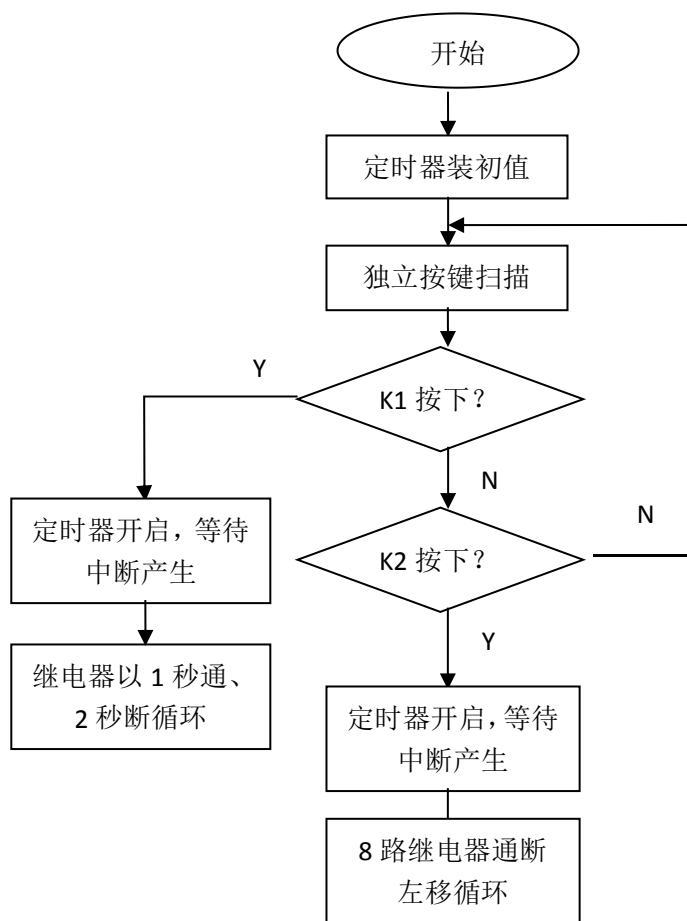 开始
定时器装初值
独立按键扫描
Y
K1 按下？
N
定时器开启，等待
中断产生
N
K2 按下？
Y
继电器以 1 秒通、
2 秒断循环
定时器开启，等待
中断产生
8 路继电器通断
左移循环